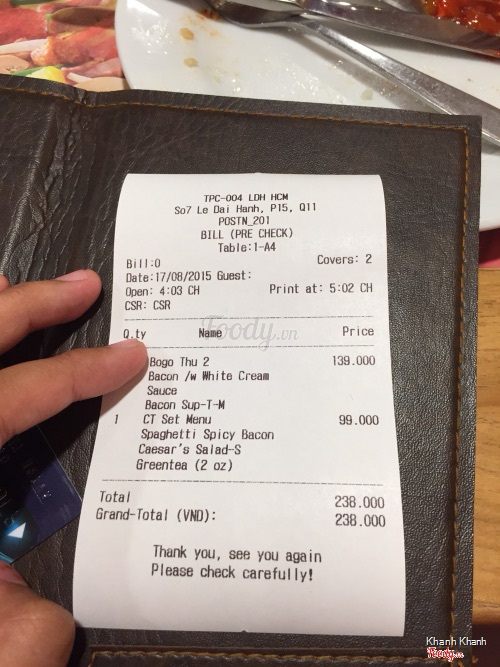 TPC-004 LDH HCM
So7 Le Dai Hanh, P15, Q11
POSTN_201
BILL (PRE CHECK)
Table:1-A4
Bill:0 Covers: 2
Date:17/08/2015 Guest:
Open: 4:03 CH Print at: 5:02 CH
CSR: CSR
Foody.vn
Q.ty Name Price
Bogo Thu 2 139.000
Bacon /w White Cream
Sauce
Bacon Sup-T-M
1 CT Set Menu 99.000
Spaghetti Spicy Bacon
Caesar's Salad-S
Greentea (2 oz)
Total 238.000
Grand-Total (VND): 238.000
Thank you, see you again
Please check carefully!
Khanh Khanh
Foody.vn